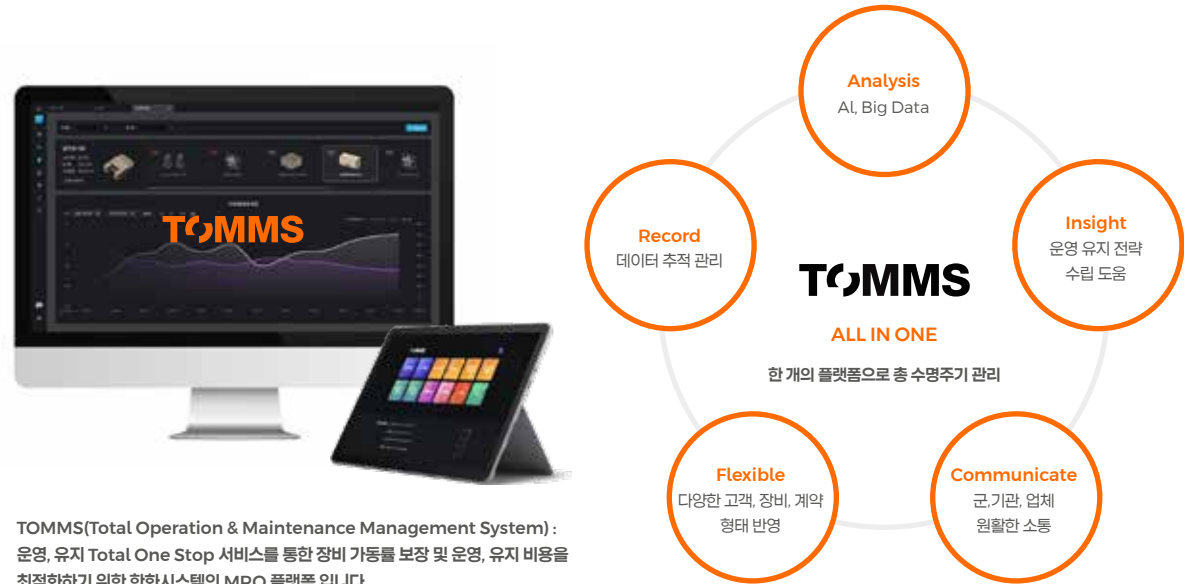 TOMMS
TOMMS(Total Operation & Maintenance Management System) :
운영, 유지 Total One Stop 서비스를 통한 장비 가동률 보장 및 운영, 유지 비용을
최적화하기 위한 한화시스템의 MRO 플랫폼 입니다
Analysis
AI, Big Data
Record
데이터 추적 관리
Insight
운영 유지 전략
수립 도움
TOMMS
ALL IN ONE
한 개의 플랫폼으로 총 수명주기 관리
Flexible
다양한 고객, 장비, 계약
형태 반영
Communicate
군,기관, 업체
원활한 소통